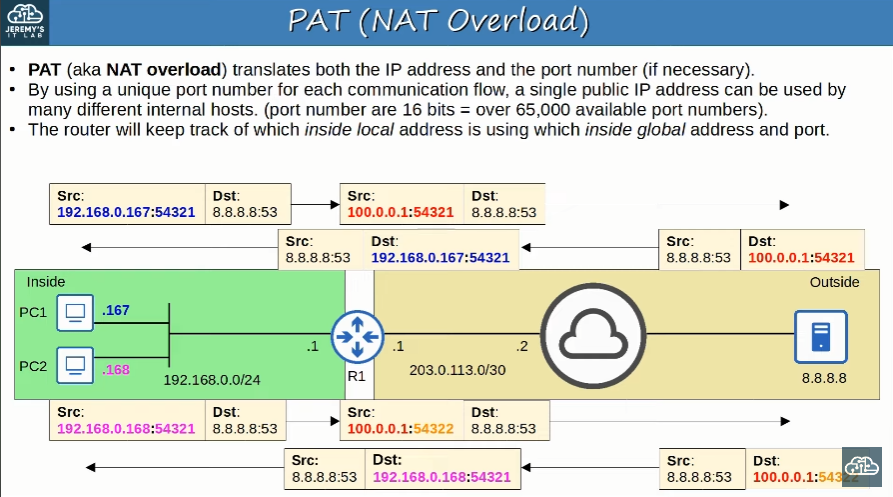 JEREMY'S
IT LAB
PAT (NAT Overload)
• PAT (aka NAT overload) translates both the IP address and the port number (if necessary).
• By using a unique port number for each communication flow, a single public IP address can be used by
many different internal hosts. (port number are 16 bits = over 65,000 available port numbers).
• The router will keep track of which inside local address is using which inside global address and port.
Src: Dst: Src: Dst:
192.168.0.167:54321 8.8.8.8:53 100.0.0.1:54321 8.8.8.8:53
Src: Dst: Src: Dst:
8.8.8.8:53 192.168.0.167:54321 8.8.8.8:53 100.0.0.1:54321
Inside Outside
PC1 .167
.1 .1 .2
PC2 .168
192.168.0.0/24 R1 203.0.113.0/30 8.8.8.8
Src: Dst: Src: Dst:
192.168.0.168:54321 8.8.8.8:53 100.0.0.1:54322 8.8.8.8:53
Src: Dst: Src: Dst:
8.8.8.8:53 192.168.0.168:54321 8.8.8.8:53